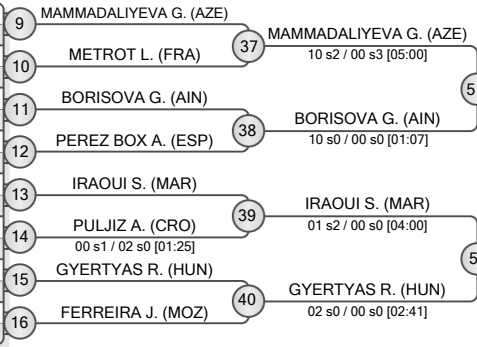 9
MAMMADALIYEVA G. (AZE)
37
MAMMADALIYEVA G. (AZE)
10 s2 / 00 s3 [05:00]
10
METROT L. (FRA)
5
11
BORISOVA G. (AIN)
38
BORISOVA G. (AIN)
10 s0 / 00 s0 [01:07]
12
PEREZ BOX A. (ESP)
13
IRAOUI S. (MAR)
39
IRAOUI S. (MAR)
01 s2 / 00 s0 [04:00]
14
PULJIZ A. (CRO)
00 s1 / 02 s0 [01:25]
5
15
GYERTYAS R. (HUN)
40
GYERTYAS R. (HUN)
02 s0 / 00 s0 [02:41]
16
FERREIRA J. (MOZ)